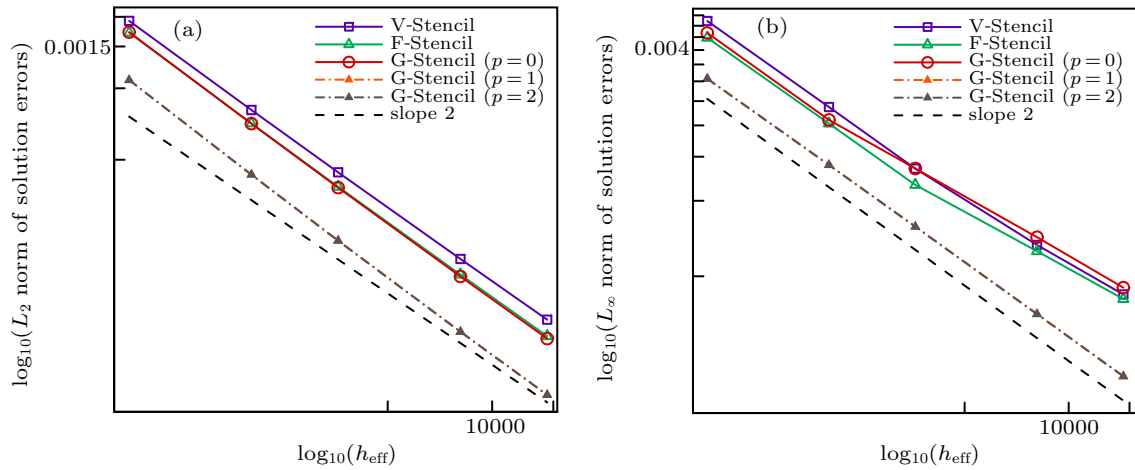 (a)
V-Stencil
F-Stencil
G-Stencil (p = 0)
G-Stencil (p = 1)
G-Stencil (p = 2)
slope 2
0.0015
log₁₀(L₂ norm of solution errors)
10000
log₁₀(h_eff)
(b)
V-Stencil
F-Stencil
G-Stencil (p = 0)
G-Stencil (p = 1)
G-Stencil (p = 2)
slope 2
0.004
log₁₀(L∞ norm of solution errors)
10000
log₁₀(h_eff)